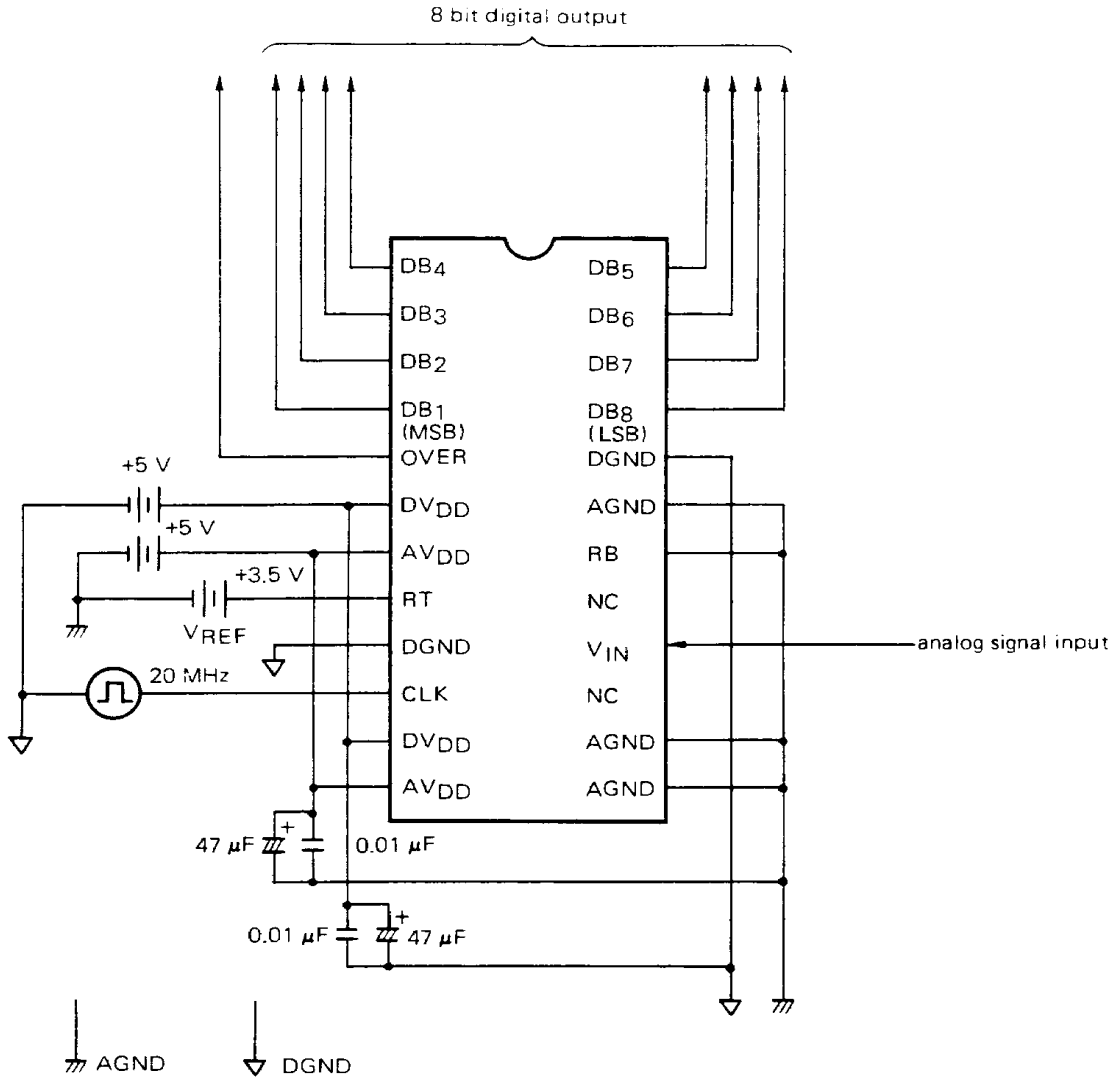 8 bit digital output
DB4
DB5
DB3
DB6
DB2
DB7
DB1
(MSB)
DB8
(LSB)
OVER
DGND
+5 V
DVDD
AGND
+5 V
AVDD
RB
+3.5 V
RT
NC
VREF
DGND
VIN
analog signal input
20 MHz
CLK
NC
DVDD
AGND
AVDD
AGND
47 µF
+
0.01 µF
0.01 µF
+
47 µF
AGND
DGND